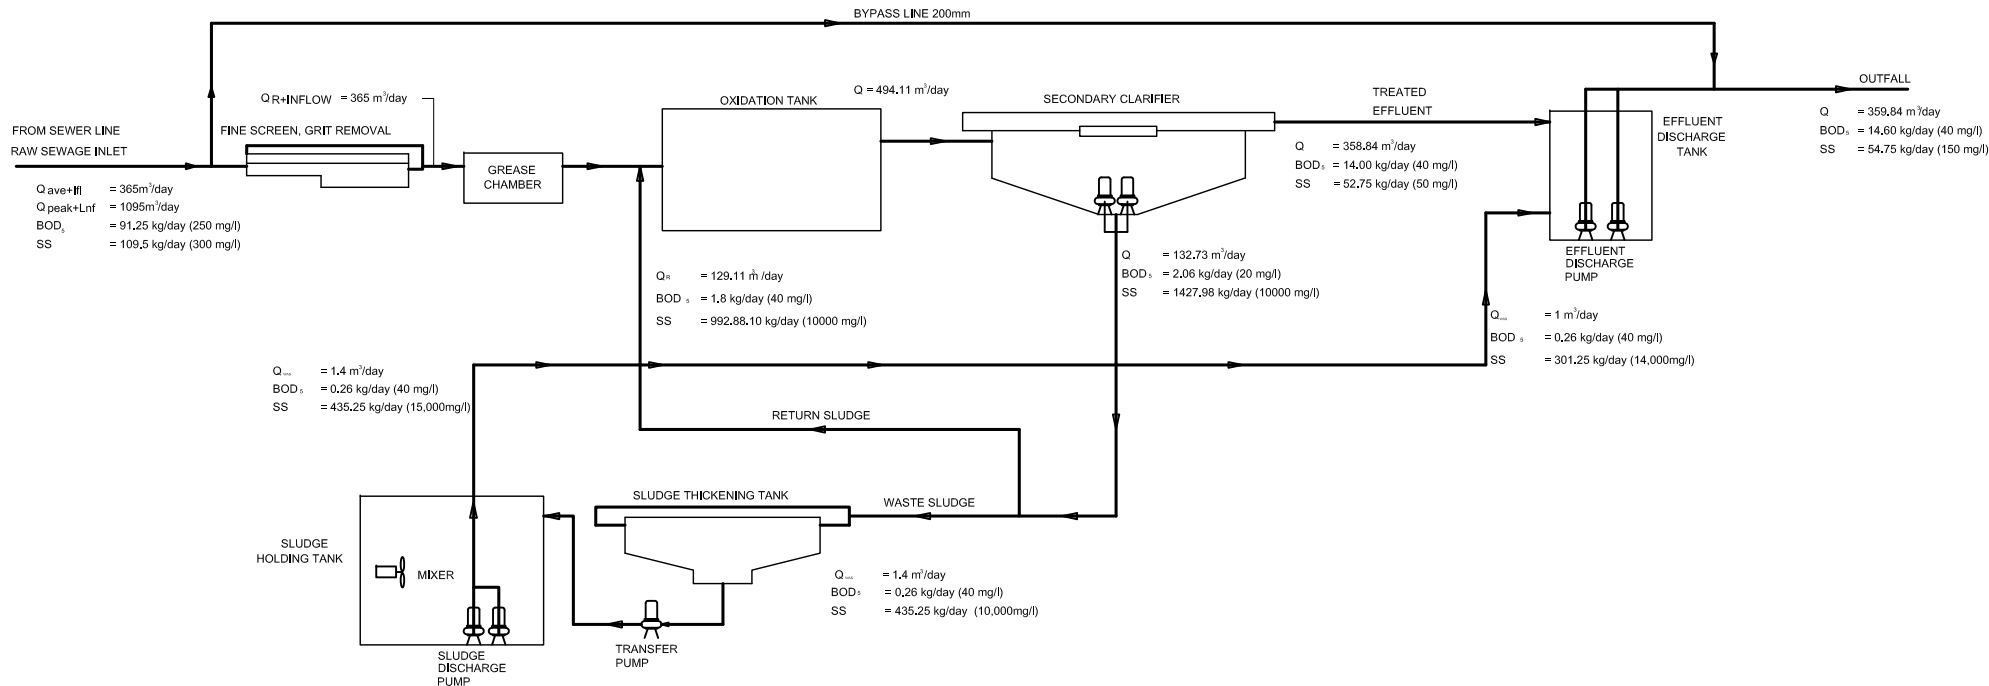 BYPASS LINE 200mm
Q R+INFLOW = 365 m³/day
FROM SEWER LINE
RAW SEWAGE INLET
FINE SCREEN, GRIT REMOVAL
Q ave+Ifl = 365m³/day
Q peak+Lnf = 1095m³/day
BOD₅ = 91.25 kg/day (250 mg/l)
SS = 109.5 kg/day (300 mg/l)
GREASE
CHAMBER
OXIDATION TANK
Q = 494.11 m³/day
SECONDARY CLARIFIER
TREATED
EFFLUENT
Q = 358.84 m³/day
BOD₅ = 14.00 kg/day (40 mg/l)
SS = 52.75 kg/day (50 mg/l)
EFFLUENT
DISCHARGE
TANK
OUTFALL
Q = 359.84 m³/day
BOD₅ = 14.60 kg/day (40 mg/l)
SS = 54.75 kg/day (150 mg/l)
EFFLUENT
DISCHARGE
PUMP
Q R = 129.11 m³/day
BOD₅ = 1.8 kg/day (40 mg/l)
SS = 992.88.10 kg/day (10000 mg/l)
Q = 132.73 m³/day
BOD₅ = 2.06 kg/day (20 mg/l)
SS = 1427.98 kg/day (10000 mg/l)
Q = 1 m³/day
BOD₅ = 0.26 kg/day (40 mg/l)
SS = 301.25 kg/day (14,000mg/l)
Q = 1.4 m³/day
BOD₅ = 0.26 kg/day (40 mg/l)
SS = 435.25 kg/day (15,000mg/l)
RETURN SLUDGE
SLUDGE THICKENING TANK
WASTE SLUDGE
SLUDGE
HOLDING TANK
MIXER
Q = 1.4 m³/day
BOD₅ = 0.26 kg/day (40 mg/l)
SS = 435.25 kg/day (10,000mg/l)
TRANSFER
PUMP
SLUDGE
DISCHARGE
PUMP